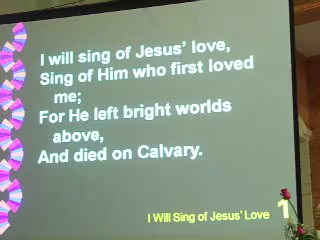 I will sing of Jesus' love,
Sing of Him who first loved
me;
For He left bright worlds
above,
And died on Calvary.
I Will Sing of Jesus' Love 1